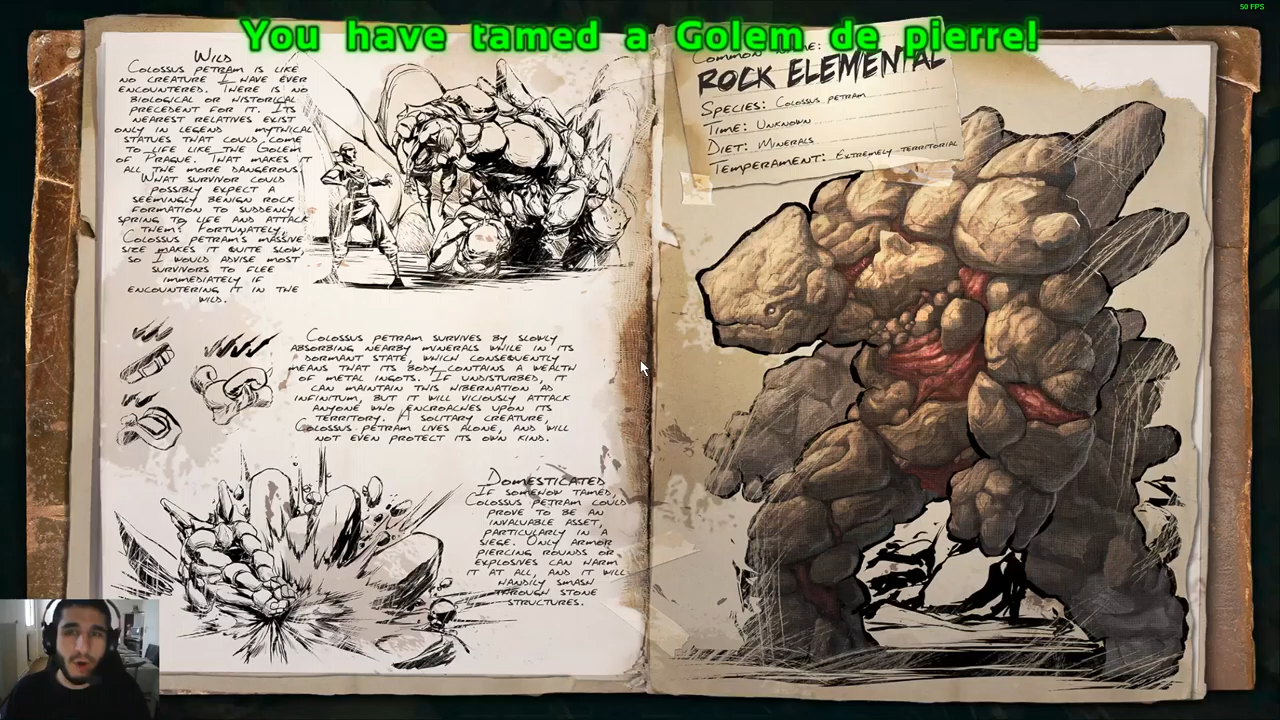 50 FPS
You have tamed a Golem de pierre!
Wild
Colossus petram is like
no creature I have ever
encountered. There is no
biological or historical
precedent for it. Its
nearest relatives exist
only in legend mythical
statues that could come
to life like the Golem
of Prague. That makes it
all the more dangerous
What survivor could
possibly expect a
seemingly benign rock
formation to suddenly
spring to life and attack
them? Fortunately,
Colossus petram's massive
size makes it quite slow,
so I would advise most
survivors to flee
immediately if
encountering it in the
wild.
Colossus petram survives by slowly
absorbing nearby minerals while in its
dormant state, which consequently
means that its body contains a wealth
of metal ingots. If undisturbed, it
can maintain this hibernation ad
infinitum, but it will viciously attack
anyone who encroaches upon its
territory. A solitary creature,
Colossus petram lives alone, and will
not even protect its own kind.
Domesticated
If somehow tamed,
Colossus petram could
prove to be an
invaluable asset,
particularly in a
siege. Only armor
piercing rounds or
explosives can harm
it at all, and it will
handily smash
through stone
structures.
Common Name:
Rock Elemental
Species: Colossus petram
Time: Unknown
Diet: Minerals
Temperament: Extremely territorial